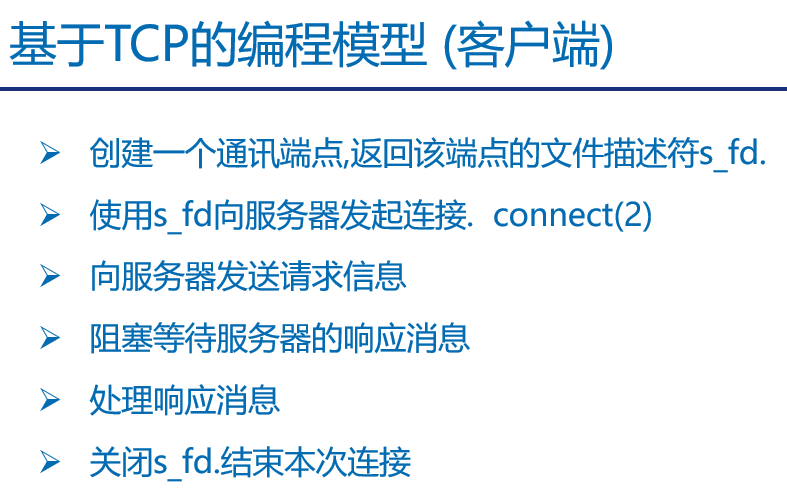 基于TCP的编程模型 (客户端)
➢ 创建一个通讯端点,返回该端点的文件描述符s_fd.
➢ 使用s_fd向服务器发起连接. connect(2)
➢ 向服务器发送请求信息
➢ 阻塞等待服务器的响应消息
➢ 处理响应消息
➢ 关闭s_fd.结束本次连接